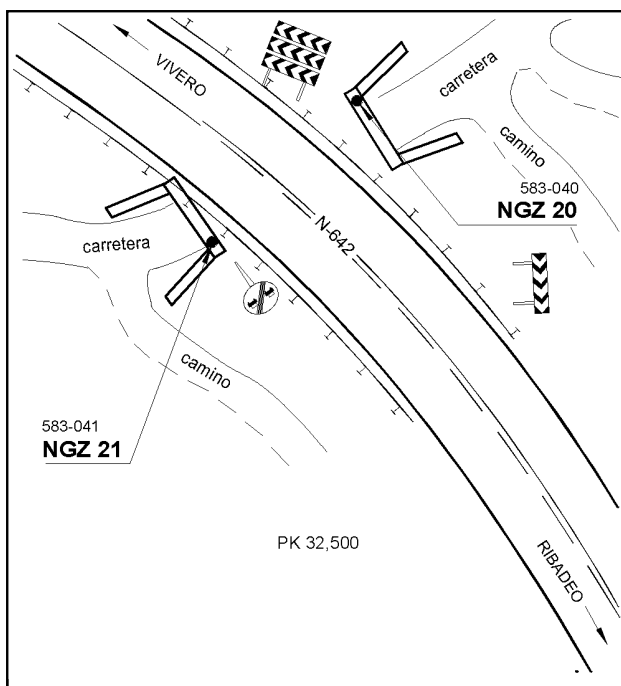 VIVERO
carretera
camino
583-040
NGZ 20
N-642
carretera
camino
583-041
NGZ 21
PK 32,500
RIBADEO